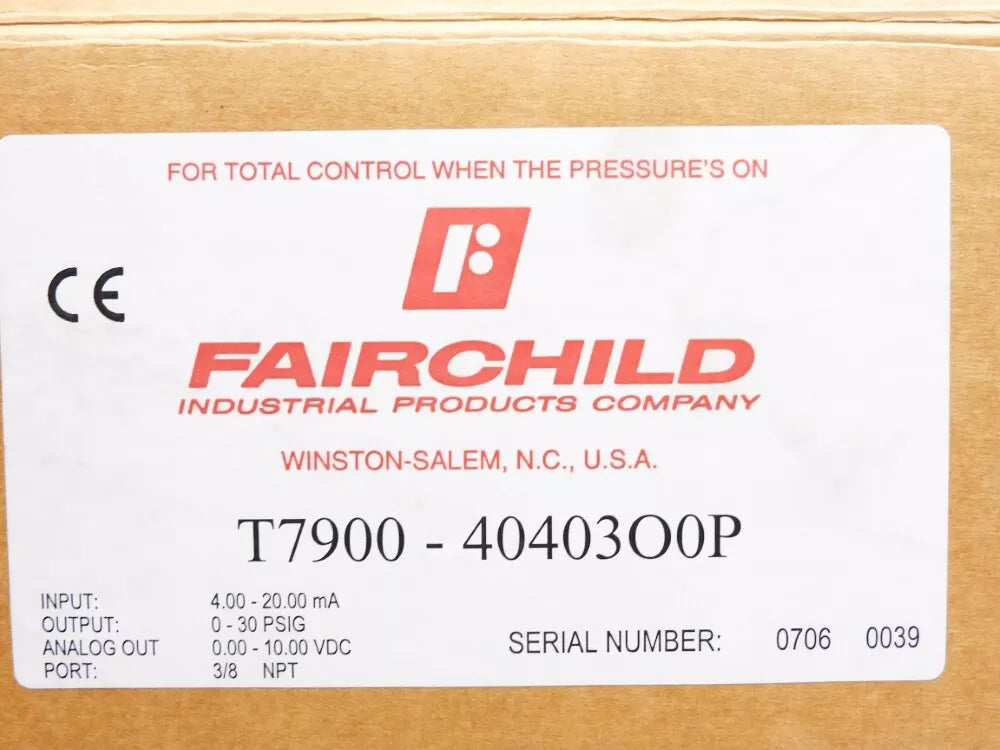 FOR TOTAL CONTROL WHEN THE PRESSURE'S ON
CE
FAIRCHILD
INDUSTRIAL PRODUCTS COMPANY
WINSTON-SALEM, N.C., U.S.A.
T7900 - 40403O0P
INPUT: 4.00 - 20.00 mA
OUTPUT: 0 - 30 PSIG
ANALOG OUT 0.00 - 10.00 VDC
PORT: 3/8 NPT
SERIAL NUMBER: 0706 0039